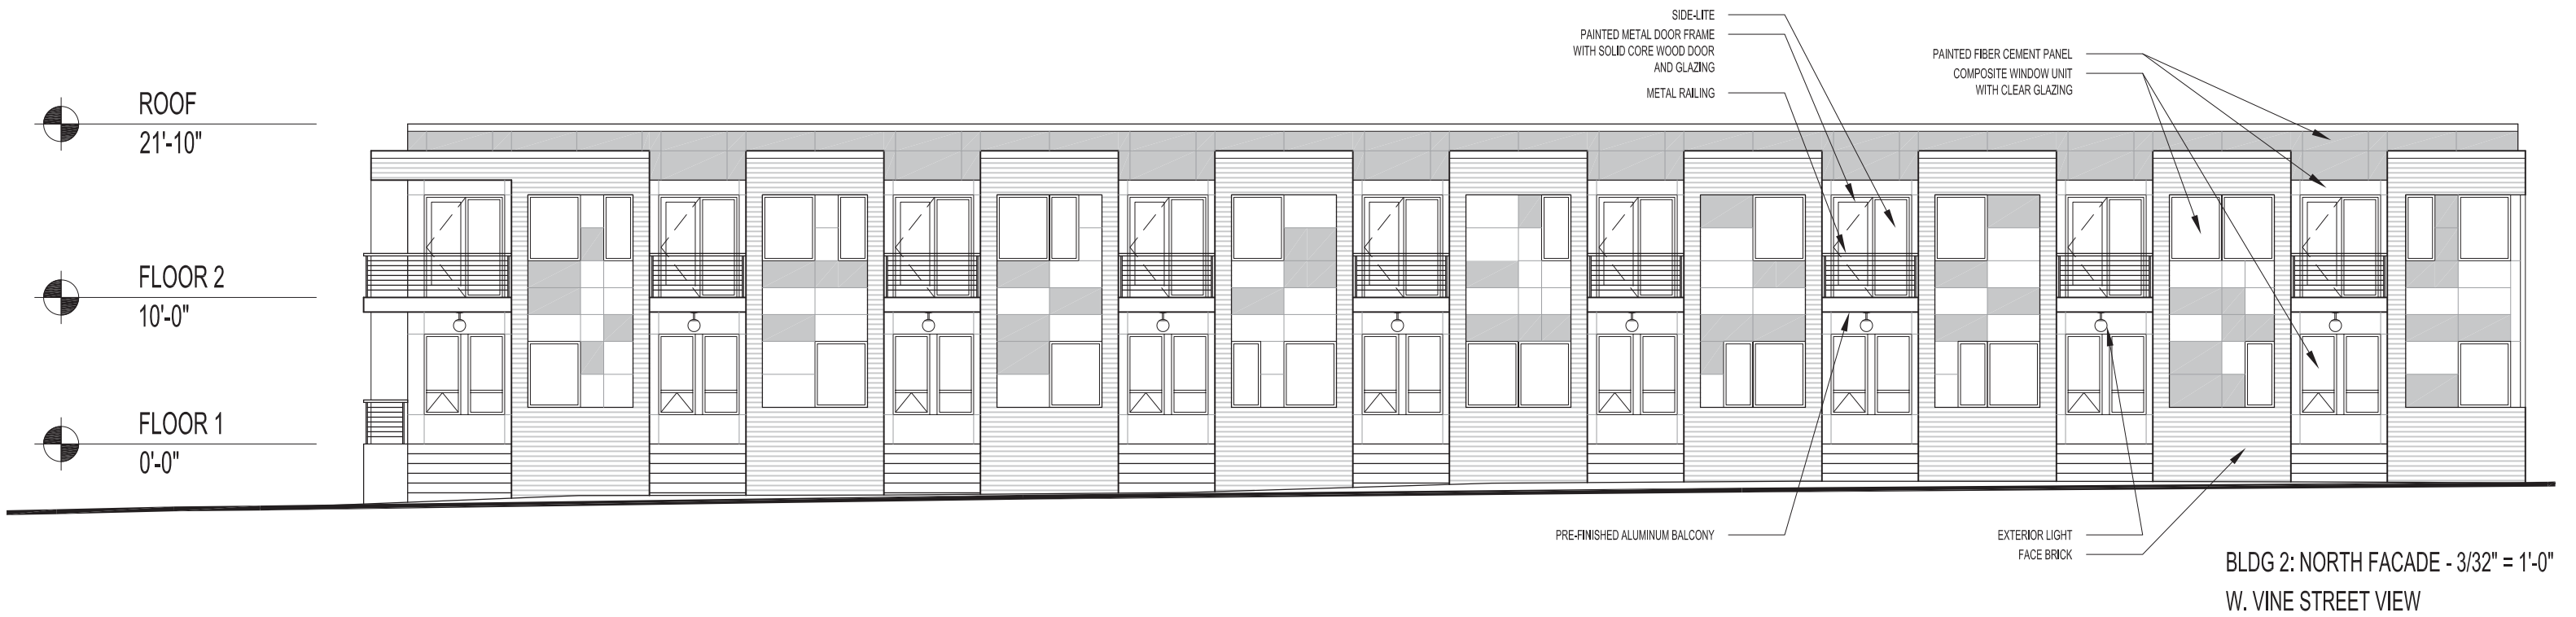 SIDE-LITE
PAINTED METAL DOOR FRAME
WITH SOLID CORE WOOD DOOR
AND GLAZING
METAL RAILING
PAINTED FIBER CEMENT PANEL
COMPOSITE WINDOW UNIT
WITH CLEAR GLAZING
ROOF
21'-10"
FLOOR 2
10'-0"
FLOOR 1
0'-0"
PRE-FINISHED ALUMINUM BALCONY
EXTERIOR LIGHT
FACE BRICK
BLDG 2: NORTH FACADE - 3/32" = 1'-0"
W. VINE STREET VIEW